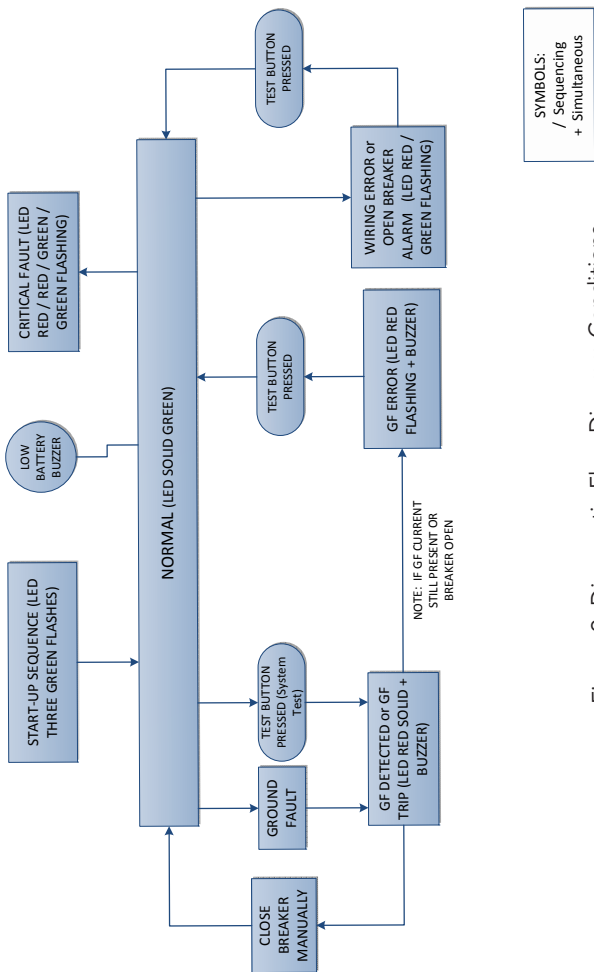 START-UP SEQUENCE (LED
THREE GREEN FLASHES)
LOW
BATTERY
BUZZER
CRITICAL FAULT (LED
RED / RED / GREEN /
GREEN FLASHING)
NORMAL (LED SOLID GREEN)
CLOSE
BREAKER
MANUALLY
GROUND
FAULT
TEST BUTTON
PRESSED (System
Test)
TEST BUTTON
PRESSED
TEST BUTTON
PRESSED
GF DETECTED or GF
TRIP (LED RED SOLID +
BUZZER)
NOTE: IF GF CURRENT
STILL PRESENT OR
BREAKER OPEN
GF ERROR (LED RED
FLASHING + BUZZER)
WIRING ERROR or
OPEN BREAKER
ALARM (LED RED /
GREEN FLASHING)
SYMBOLS:
/ Sequencing
+ Simultaneous